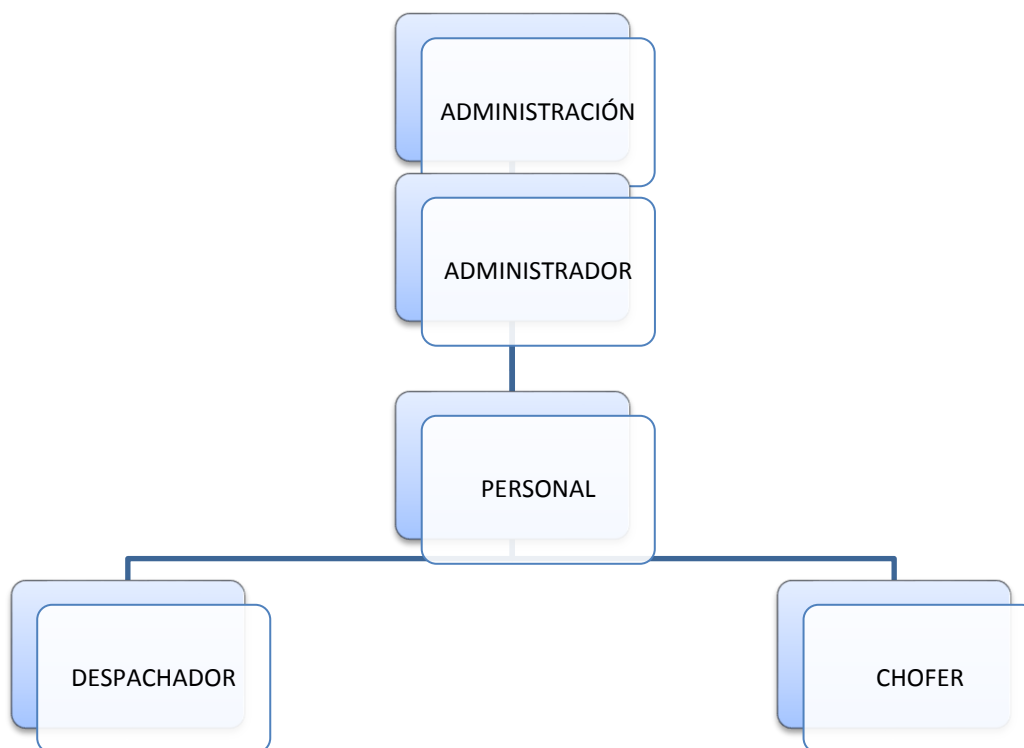 ADMINISTRACIÓN
ADMINISTRADOR
PERSONAL
DESPACHADOR
CHOFER